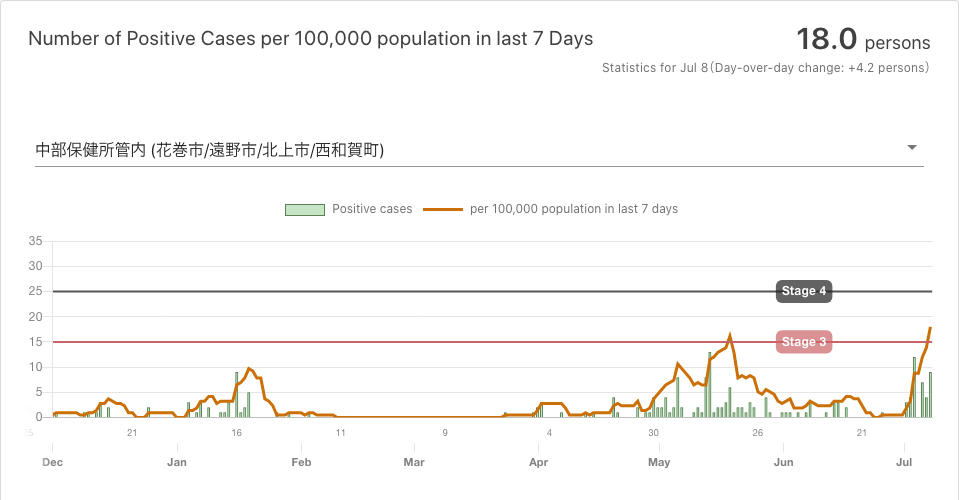 Number of Positive Cases per 100,000 population in last 7 Days
18.0 persons
Statistics for Jul 8(Day-over-day change: +4.2 persons)
中部保健所管内 (花巻市/遠野市/北上市/西和賀町)
Positive cases
per 100,000 population in last 7 days
35
30
25
20
15
10
5
0
Stage 4
Stage 3
21 16 11 9 4 30 26 21
Dec Jan Feb Mar Apr May Jun Jul